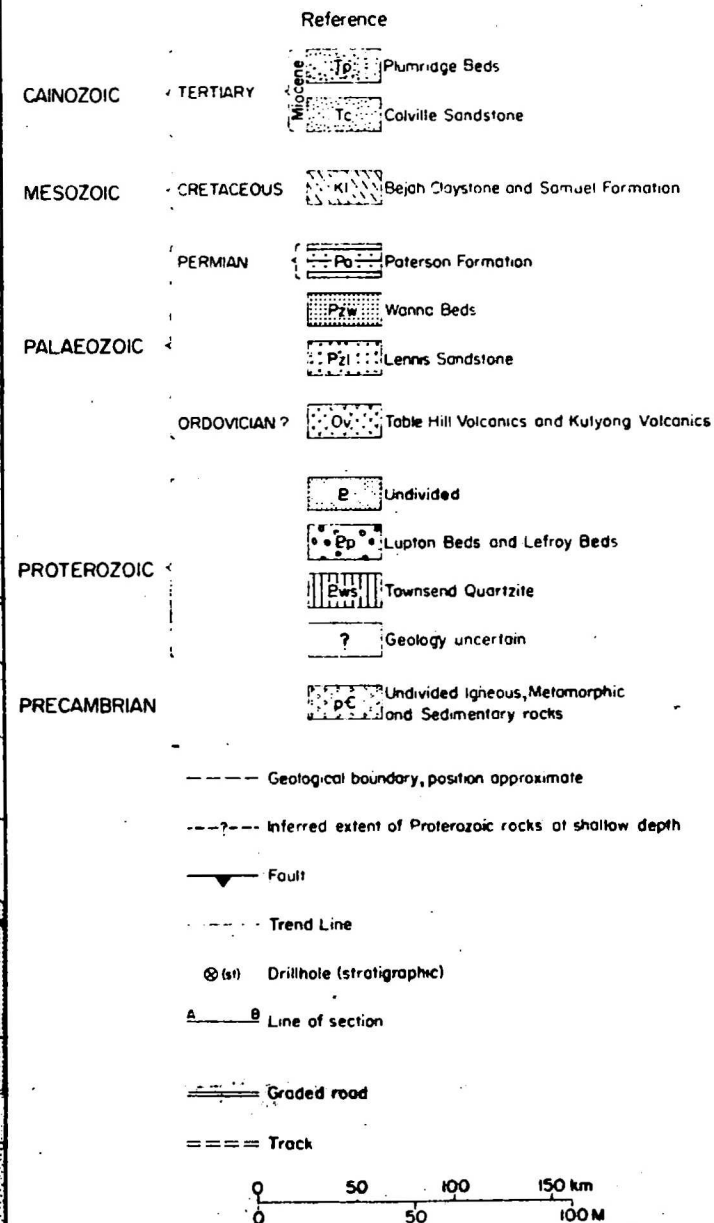 Reference
CAINOZOIC TERTIARY Miocene Tp Plumridge Beds
Tc Colville Sandstone
MESOZOIC CRETACEOUS Kl Bejah Claystone and Samuel Formation
PERMIAN Pa Paterson Formation
PALAEOZOIC
Pzw Wanna Beds
Pzl Lennis Sandstone
ORDOVICIAN ? Ov Table Hill Volcanics and Kulyong Volcanics
PROTEROZOIC
P Undivided
Pp Lupton Beds and Lefroy Beds
Pws Townsend Quartzite
? Geology uncertain
PRECAMBRIAN p€ Undivided Igneous, Metamorphic
and Sedimentary rocks
Geological boundary, position approximate
? Inferred extent of Proterozoic rocks at shallow depth
Fault
Trend Line
(st) Drillhole (stratigraphic)
A B Line of section
Graded road
Track
0 50 100 150 km
0 50 100 M